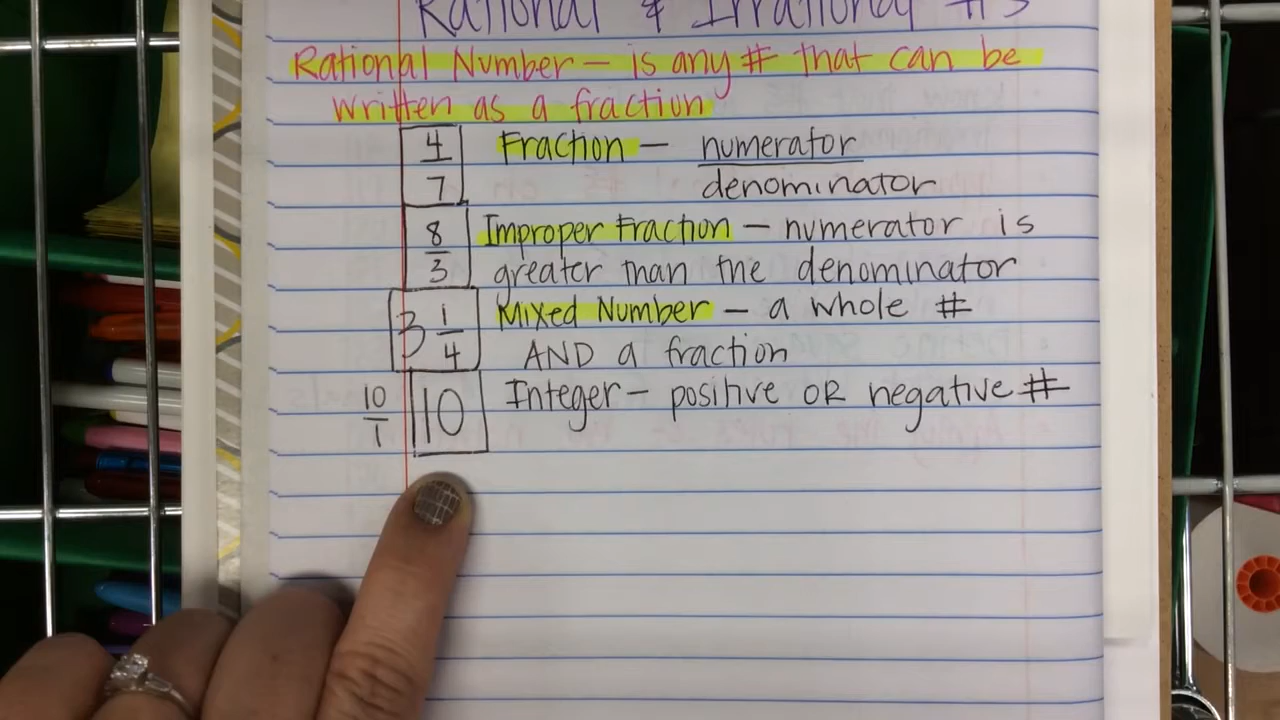 Rational & Irrational #'s
Rational Number – is any # that can be
written as a fraction
4/7 Fraction – numerator
denominator
8/3 Improper Fraction – numerator is
greater than the denominator
3 1/4 Mixed Number – a whole #
AND a fraction
10/1 10 Integer – positive OR negative #